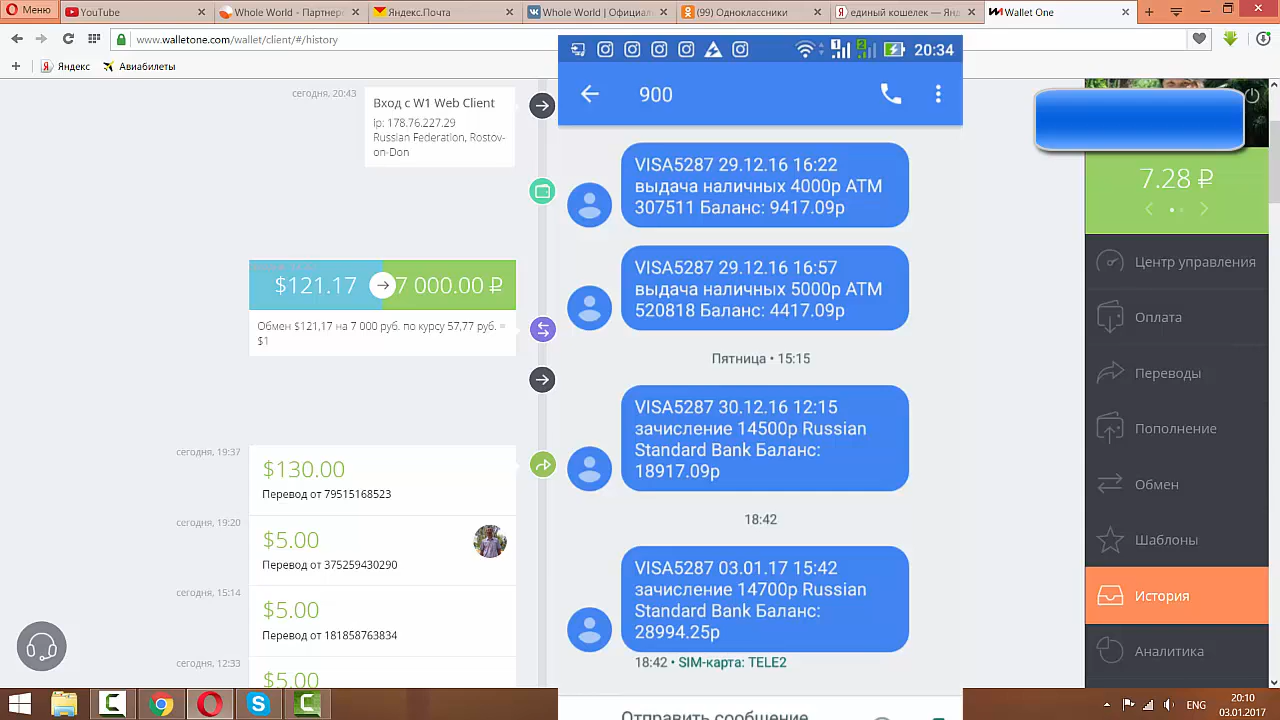 Меню
YouTube
Wallet One - Партнерс
Яндекс.Почта
Wallet World - Официал
(99) Одноклассники
Единый кошелек
Wallet One
www.walletone.com/wallet/client/#/history
Яндекс
Авиабилеты
сегодня, 20:43
Вход с W1 Web Client
ip: 178.76.227.29
Russian Federation, Rostov-
on-Don
$121.17
7 000.00 ₽
Обмен $121,17 на 7 000 руб. по курсу 57,77 руб. =
$1
сегодня, 19:37
$130.00
Перевод от 79515168523
сегодня, 19:20
$5.00
Перевод от 375259430290
сегодня, 15:14
$5.00
Перевод от 181858763834
сегодня, 12:33
$5.00
1
2
20:34
900
VISA5287 29.12.16 16:22
выдача наличных 4000р ATM
307511 Баланс: 9417.09р
VISA5287 29.12.16 16:57
выдача наличных 5000р ATM
520818 Баланс: 4417.09р
Пятница • 15:15
VISA5287 30.12.16 12:15
зачисление 14500р Russian
Standard Bank Баланс:
18917.09р
18:42
VISA5287 03.01.17 15:42
зачисление 14700р Russian
Standard Bank Баланс:
28994.25р
18:42 • SIM-карта: TELE2
Отправить сообщение
7.28 ₽
Центр управления
Оплата
Переводы
Пополнение
Обмен
Шаблоны
История
Аналитика
ENG
20:10
03.01.2017